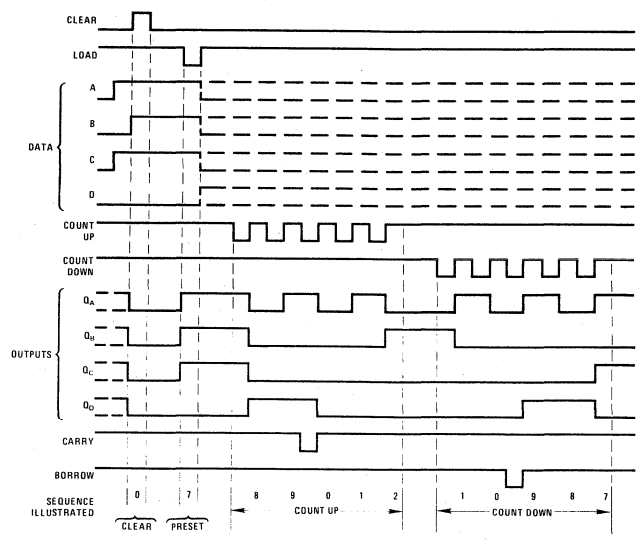 CLEAR
LOAD
A
B
DATA
C
D
COUNT
UP
COUNT
DOWN
QA
QB
OUTPUTS
QC
QD
CARRY
BORROW
SEQUENCE
ILLUSTRATED
0 7 8 9 0 1 2 1 0 9 8 7
CLEAR PRESET COUNT UP COUNT DOWN